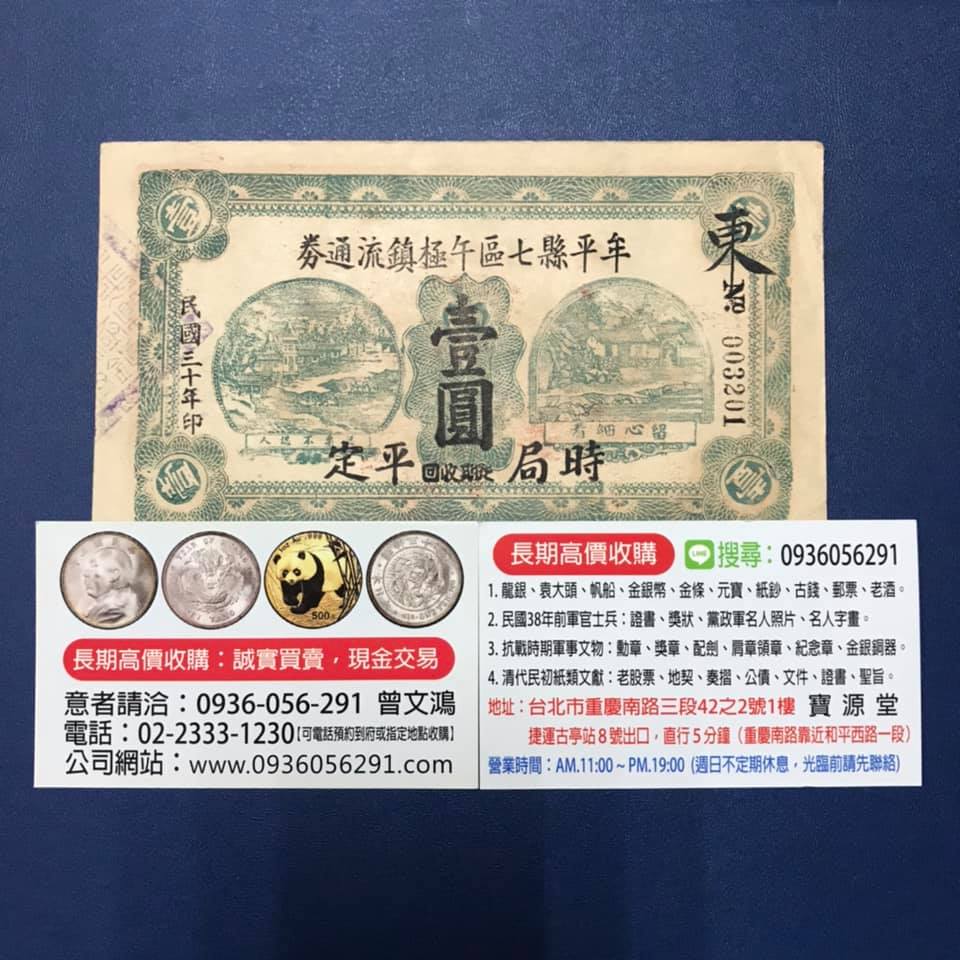 牟平縣七區午極鎮流通券
東
№ 003201
壹圓
民國三十年印
留心細看
時局
平定
壹
500
長期高價收購：誠實買賣，現金交易
意者請洽：0936-056-291 曾文鴻
電話：02-2333-1230【可電話預約到府或指定地點收購】
公司網站：www.0936056291.com
長期高價收購 LINE 搜尋：0936056291
1. 龍銀、袁大頭、帆船、金銀幣、金條、元寶、紙鈔、古錢、郵票、老酒。
2. 民國38年前軍官士兵：證書、獎狀、黨政軍名人照片、名人字畫。
3. 抗戰時期軍事文物：勳章、獎章、配劍、肩章領章、紀念章、金銀銅器。
4. 清代民初紙類文獻：老股票、地契、奏摺、公債、文件、證書、聖旨。
地址：台北市重慶南路三段42之2號1樓 寶源堂
捷運古亭站8號出口，直行5分鐘（重慶南路靠近和平西路一段）
營業時間：AM.11:00～PM.19:00 (週日不定期休息，光臨前請先聯絡)